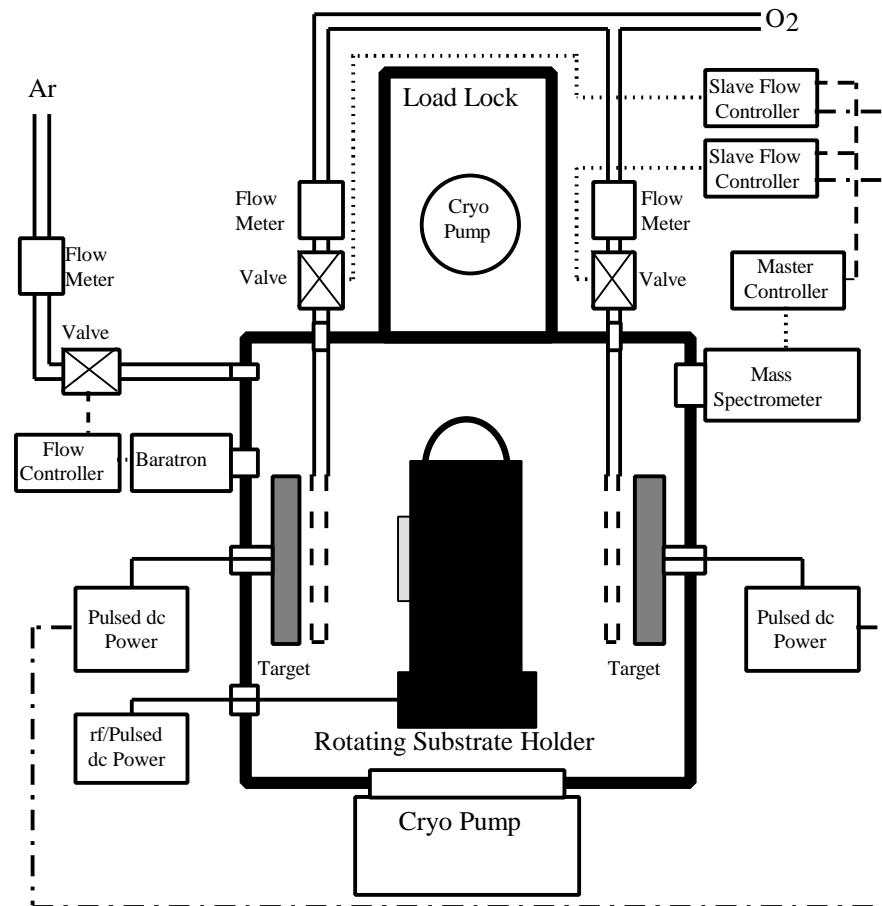 O2
Ar
Load Lock
Slave Flow
Controller
Slave Flow
Controller
Flow
Meter
Cryo
Pump
Flow
Meter
Flow
Meter
Valve
Valve
Master
Controller
Valve
Mass
Spectrometer
Flow
Controller
Baratron
Pulsed dc
Power
Pulsed dc
Power
Target
Target
rf/Pulsed
dc Power
Rotating Substrate Holder
Cryo Pump